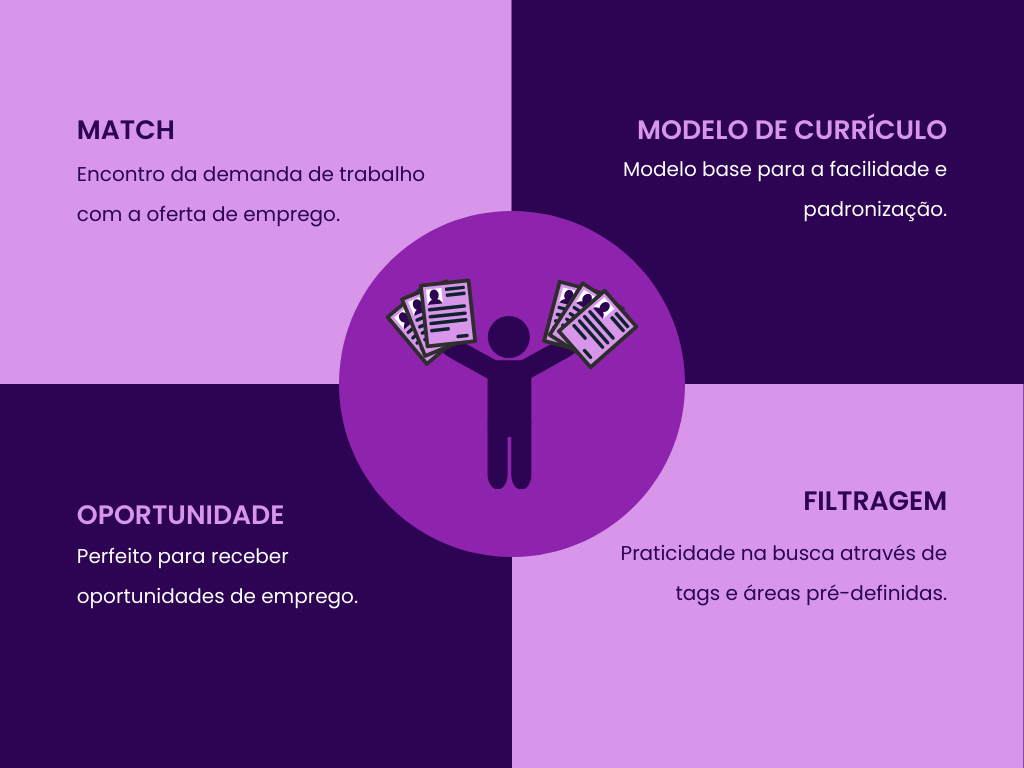 MATCH
Encontro da demanda de trabalho
com a oferta de emprego.
MODELO DE CURRÍCULO
Modelo base para a facilidade e
padronização.
OPORTUNIDADE
Perfeito para receber
oportunidades de emprego.
FILTRAGEM
Praticidade na busca através de
tags e áreas pré-definidas.